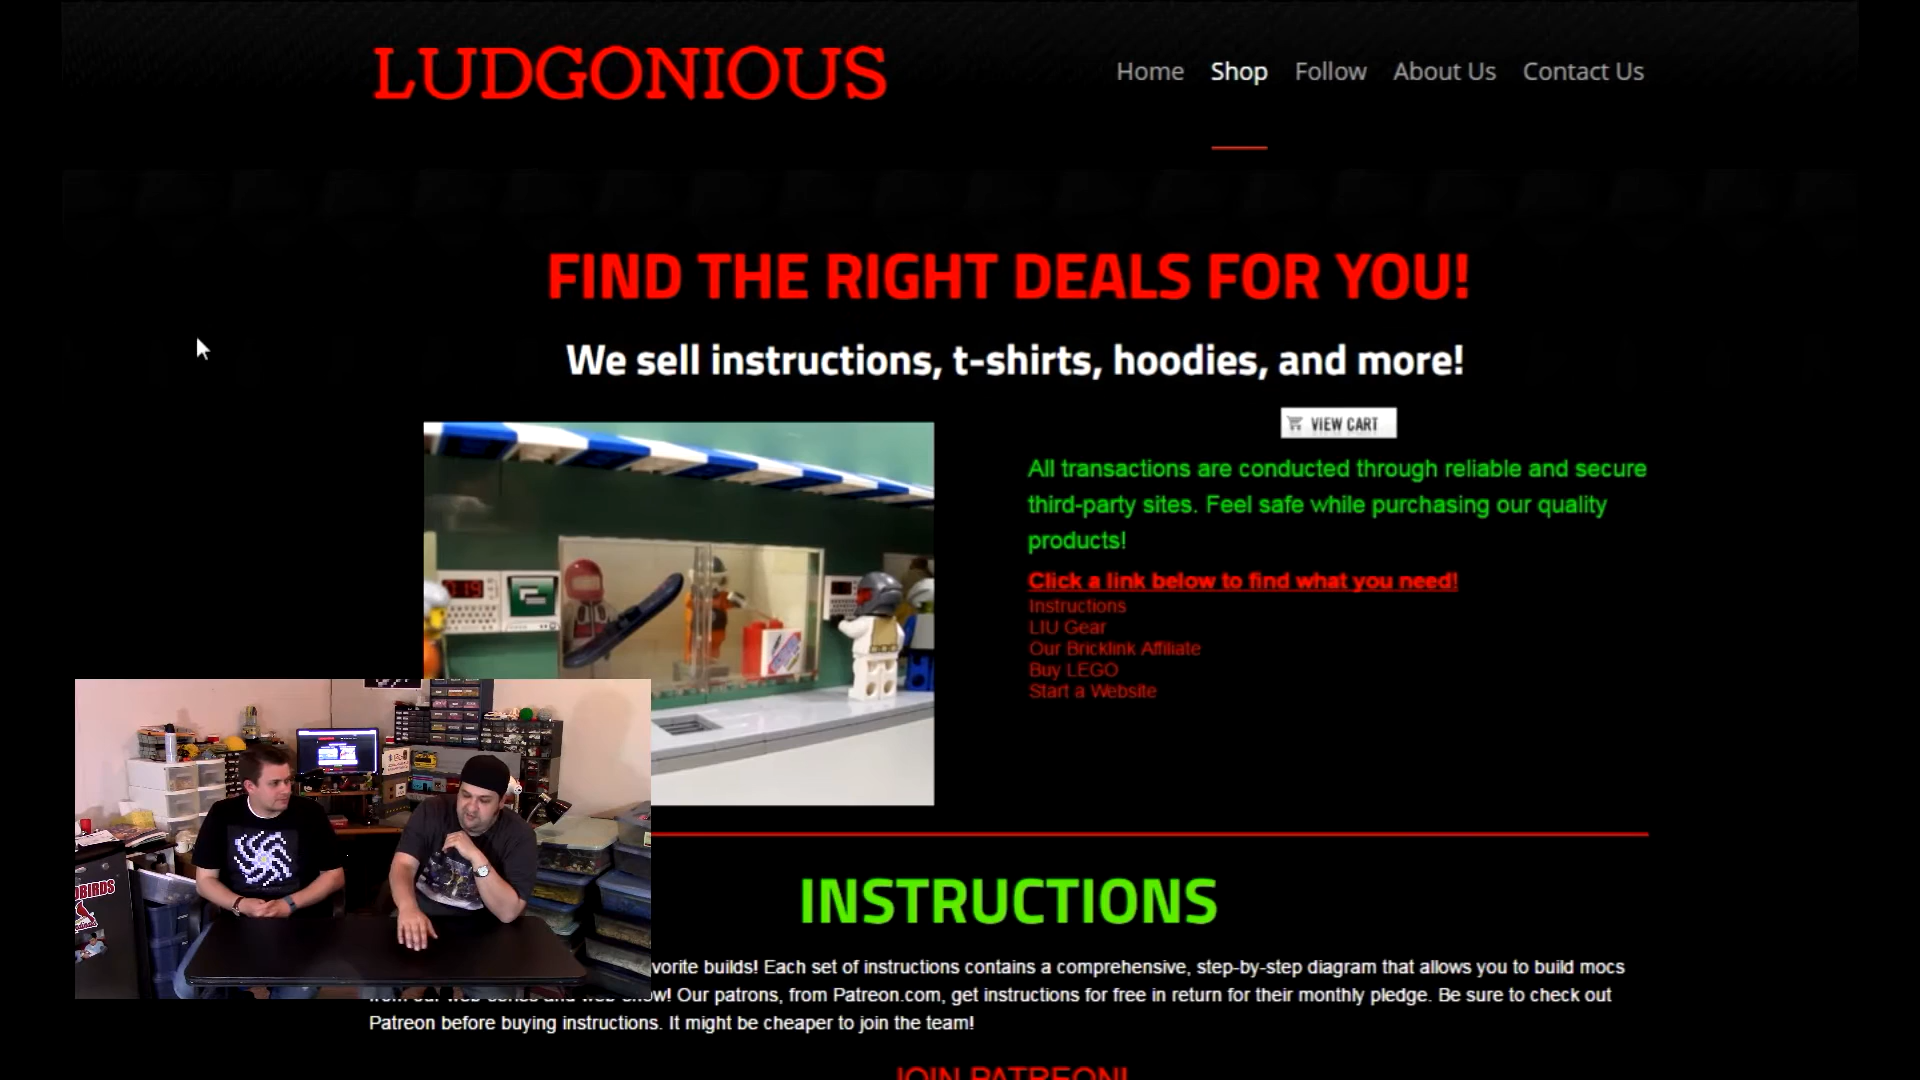 LUDGONIOUS
Home Shop Follow About Us Contact Us
FIND THE RIGHT DEALS FOR YOU!
We sell instructions, t-shirts, hoodies, and more!
VIEW CART
All transactions are conducted through reliable and secure
third-party sites. Feel safe while purchasing our quality
products!
Click a link below to find what you need!
Instructions
LIU Gear
Our Bricklink Affiliate
Buy LEGO
Start a Website
INSTRUCTIONS
vorite builds! Each set of instructions contains a comprehensive, step-by-step diagram that allows you to build mocs
Our patrons, from Patreon.com, get instructions for free in return for their monthly pledge. Be sure to check out
Patreon before buying instructions. It might be cheaper to join the team!
JOIN PATREON!